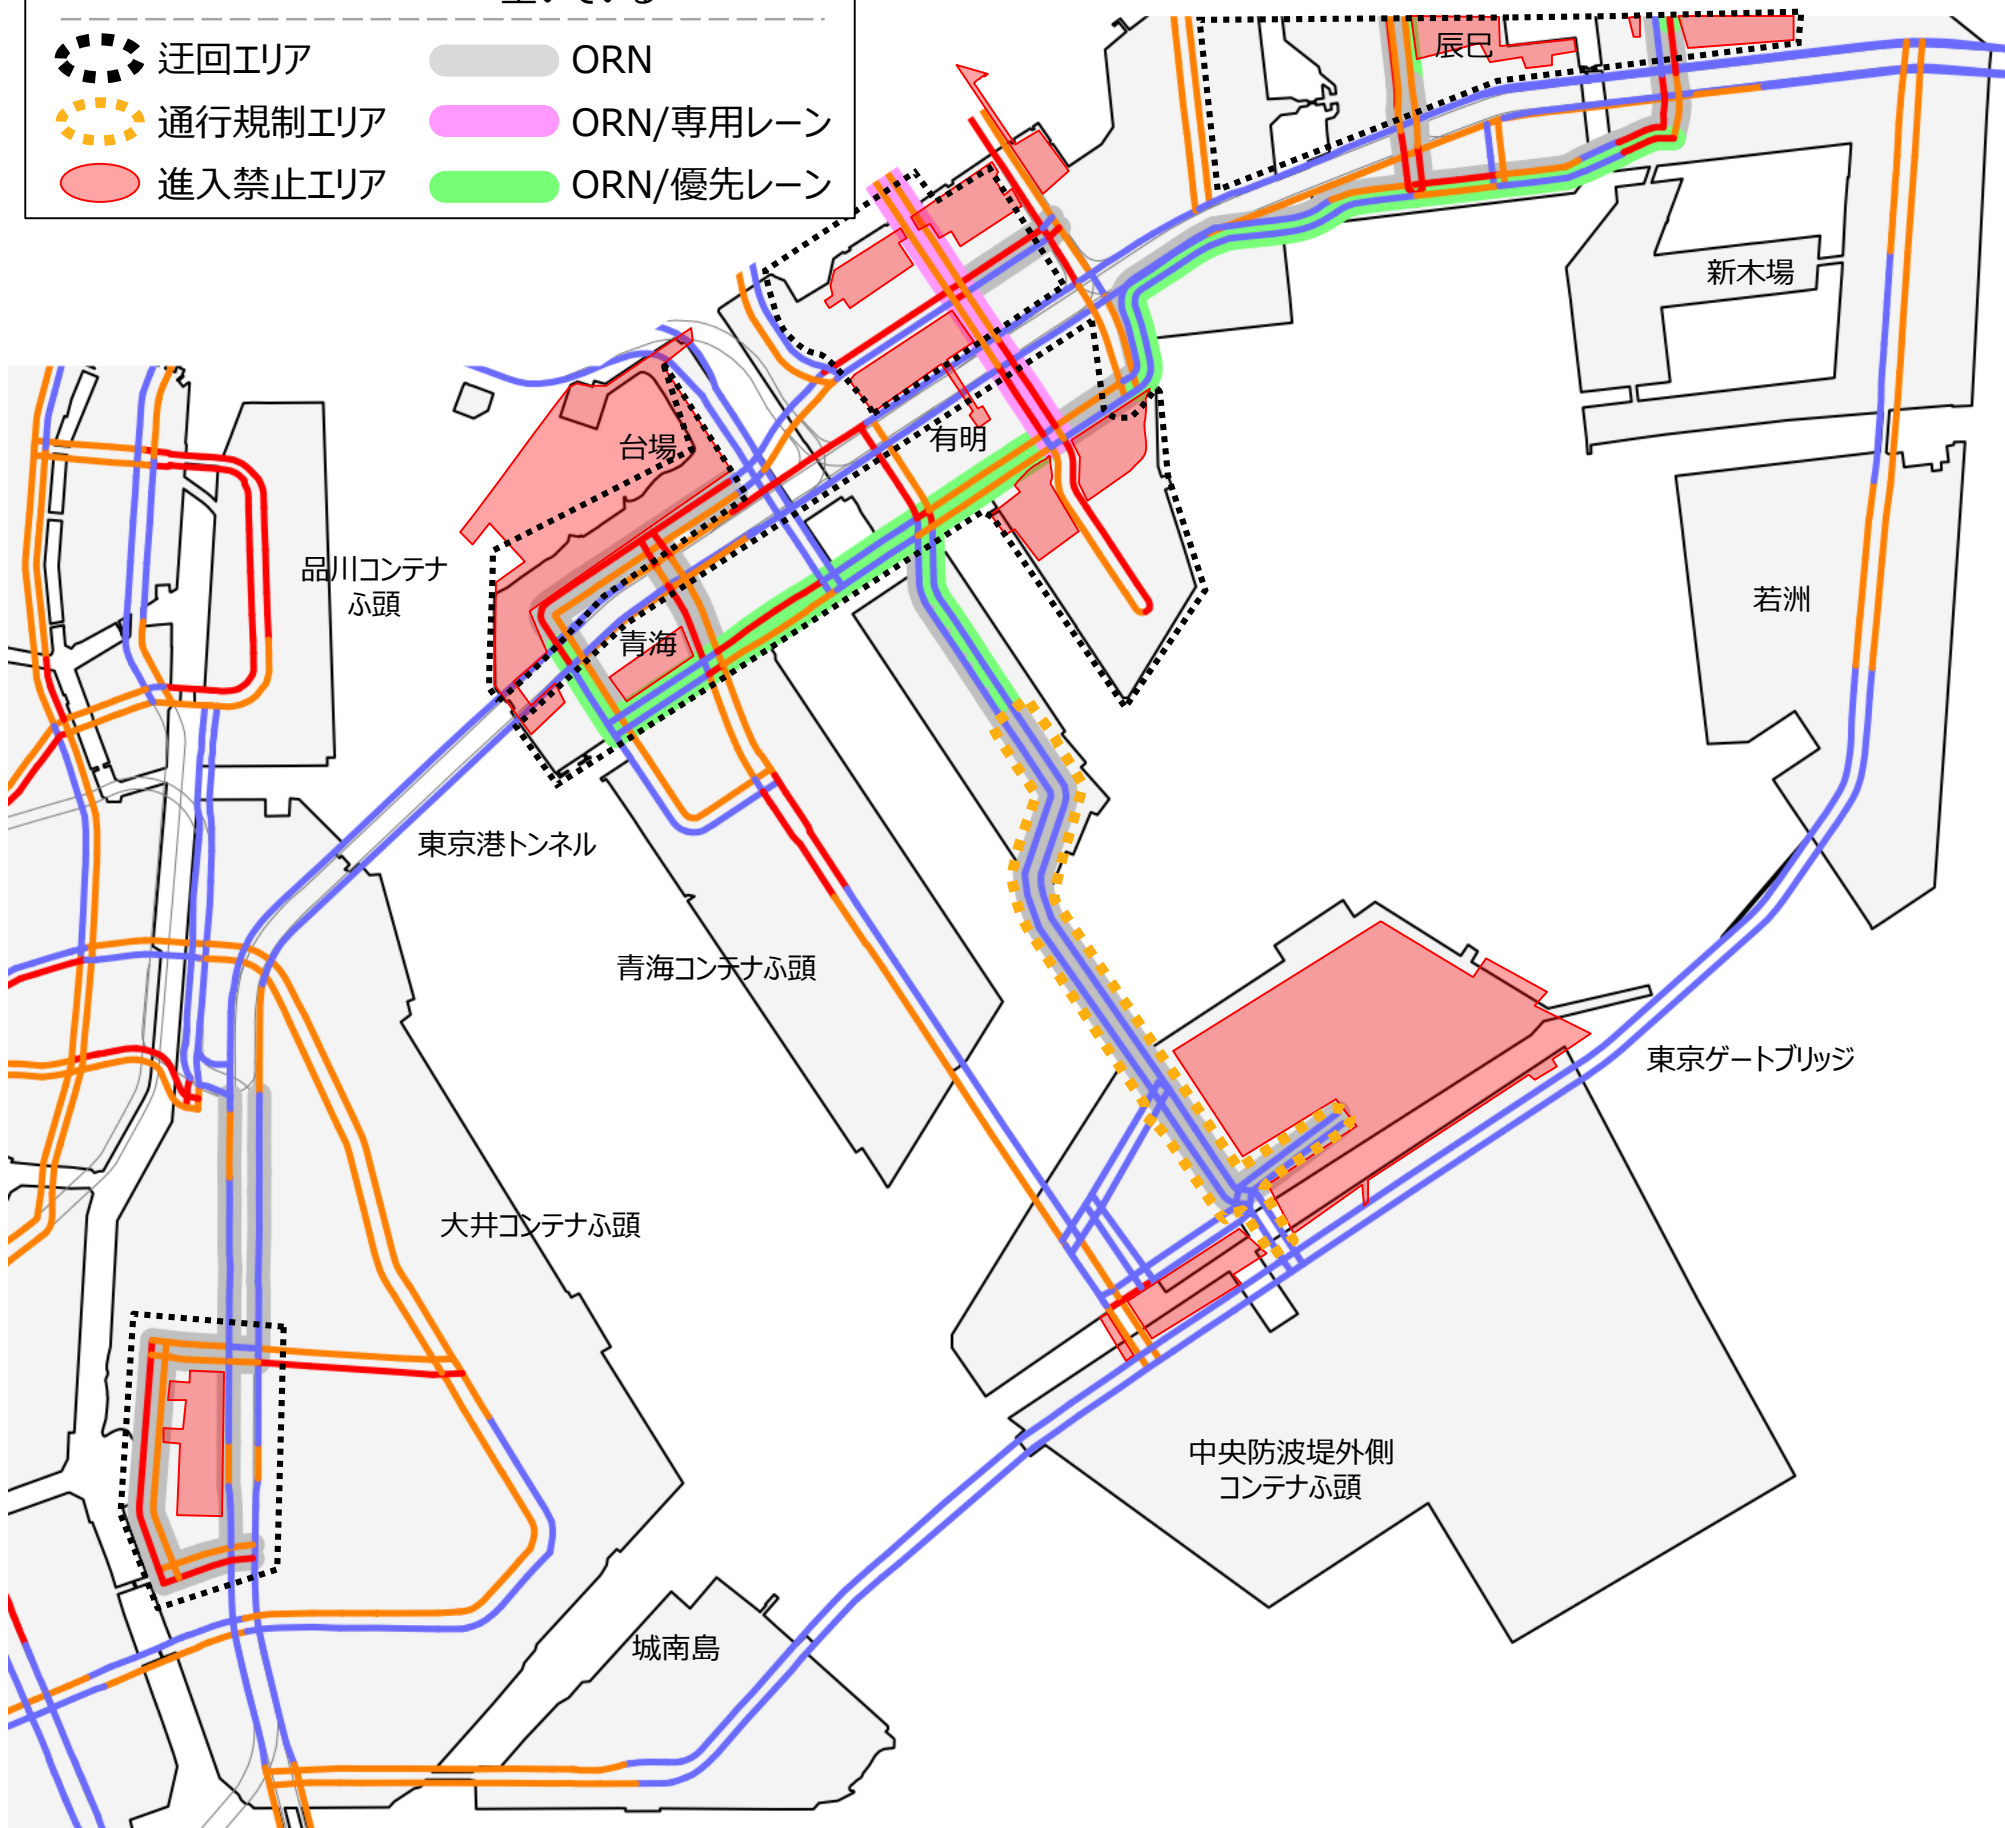 空いている
迂回エリア
ORN
通行規制エリア
ORN/専用レーン
進入禁止エリア
ORN/優先レーン
辰巳
新木場
有明
台場
品川コンテナ
ふ頭
若洲
青海
東京港トンネル
青海コンテナふ頭
東京ゲートブリッジ
大井コンテナふ頭
中央防波堤外側
コンテナふ頭
城南島